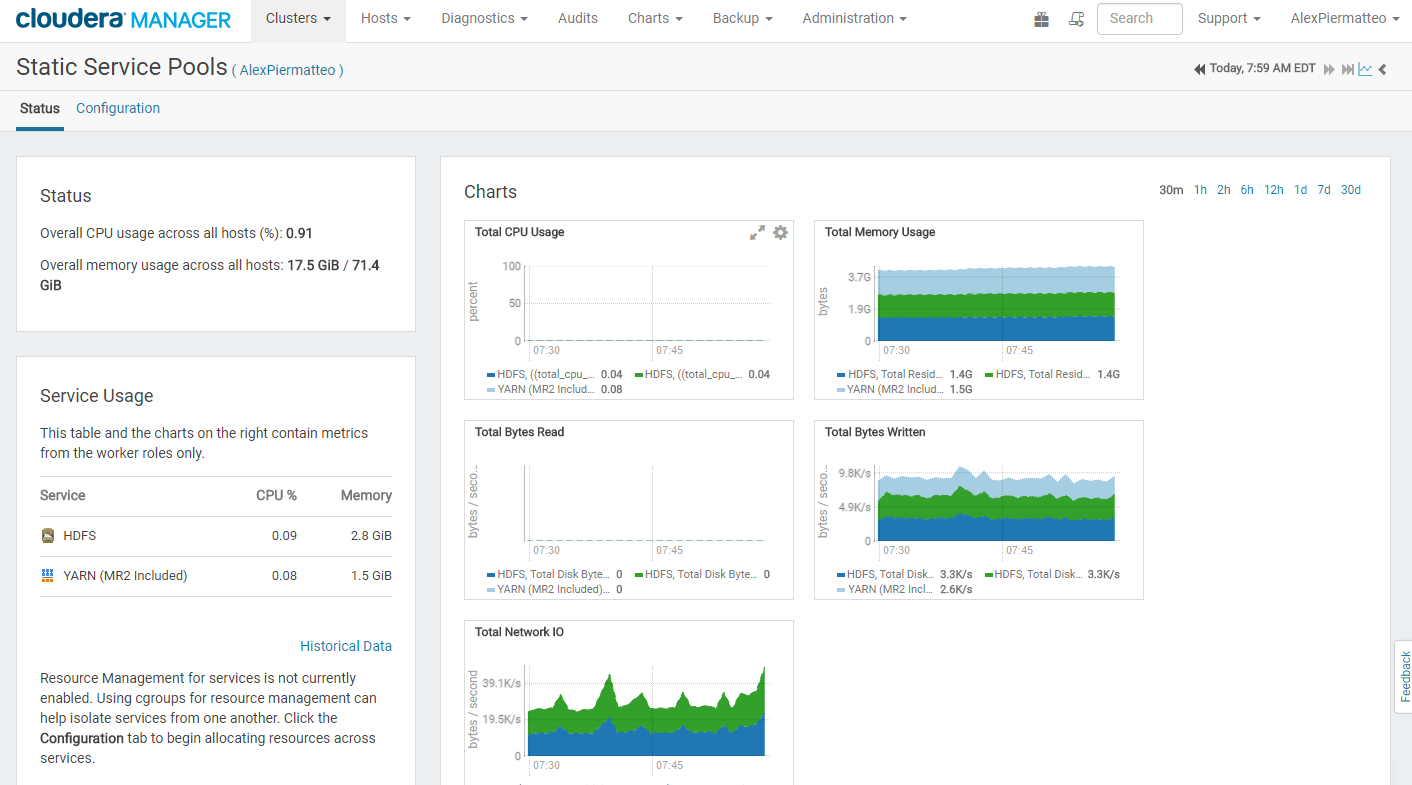 cloudera MANAGER Clusters Hosts Diagnostics Audits Charts Backup Administration Search Support AlexPiermatteo
Static Service Pools ( AlexPiermatteo )
Today, 7:59 AM EDT
Status Configuration
Status
Overall CPU usage across all hosts (%): 0.91
Overall memory usage across all hosts: 17.5 GiB / 71.4
GiB
Service Usage
This table and the charts on the right contain metrics
from the worker roles only.
Service CPU % Memory
HDFS 0.09 2.8 GiB
YARN (MR2 Included) 0.08 1.5 GiB
Historical Data
Resource Management for services is not currently
enabled. Using cgroups for resource management can
help isolate services from one another. Click the
Configuration tab to begin allocating resources across
services.
Charts
30m 1h 2h 6h 12h 1d 7d 30d
Total CPU Usage
percent
100
50
0
07:30 07:45
HDFS, ((total_cpu_... 0.04 HDFS, ((total_cpu_... 0.04
YARN (MR2 Includ... 0.08
Total Memory Usage
bytes
3.7G
1.9G
0
07:30 07:45
HDFS, Total Resid... 1.4G HDFS, Total Resid... 1.4G
YARN (MR2 Includ... 1.5G
Total Bytes Read
bytes / seco...
0
07:30 07:45
HDFS, Total Disk Byte... 0 HDFS, Total Disk Byte... 0
YARN (MR2 Included)... 0
Total Bytes Written
bytes / seco...
9.8K/s
4.9K/s
0
07:30 07:45
HDFS, Total Disk... 3.3K/s HDFS, Total Disk... 3.3K/s
YARN (MR2 Incl... 2.6K/s
Total Network IO
bytes / second
39.1K/s
19.5K/s
0
07:30 07:45
Feedback